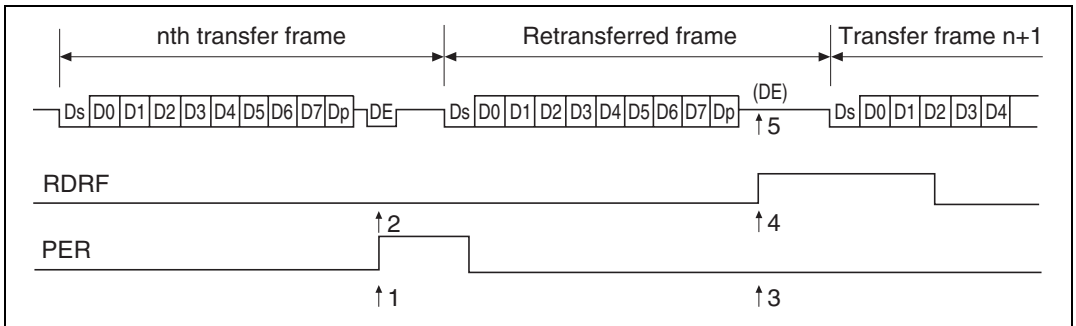 nth transfer frame Retransferred frame Transfer frame n+1
(DE)
Ds D0 D1 D2 D3 D4 D5 D6 D7 Dp DE Ds D0 D1 D2 D3 D4 D5 D6 D7 Dp Ds D0 D1 D2 D3 D4
5
RDRF
2 4
PER
1 3